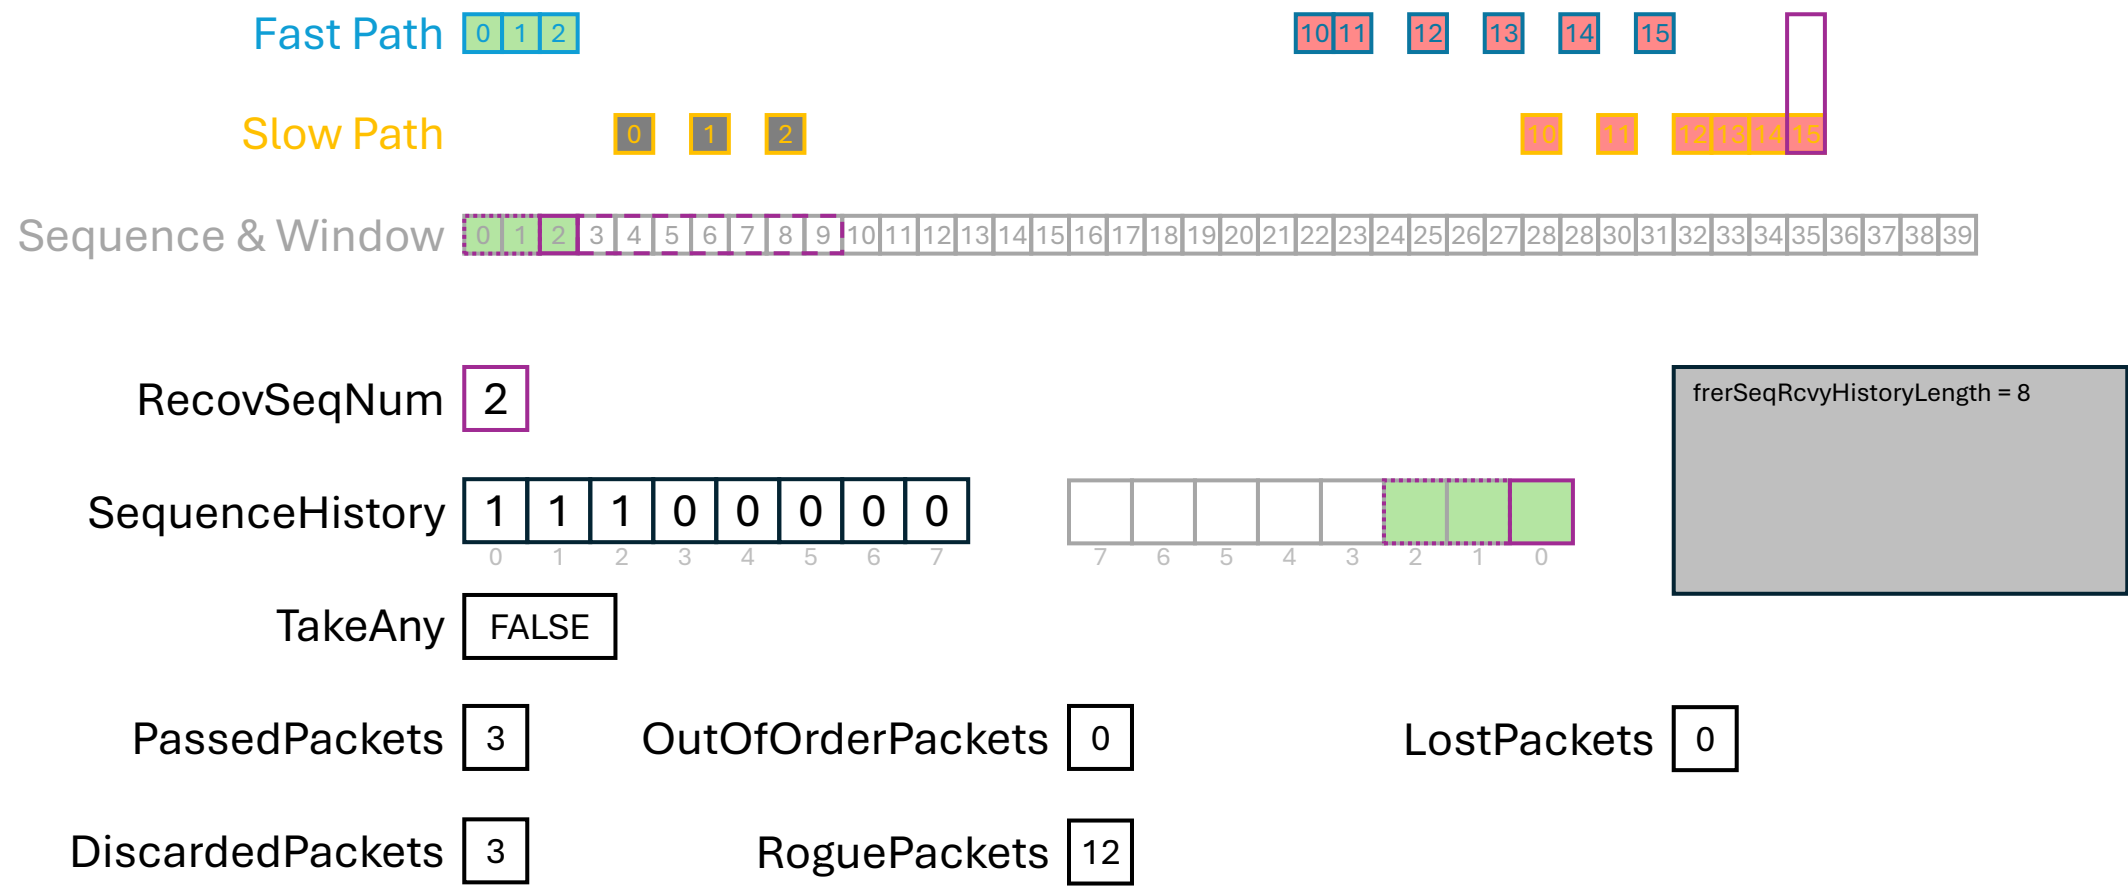 Fast Path 0 1 2 10 11 12 13 14 15
Slow Path 0 1 2 10 11 12 13 14 15
Sequence & Window 0 1 2 3 4 5 6 7 8 9 10 11 12 13 14 15 16 17 18 19 20 21 22 23 24 25 26 27 28 28 30 31 32 33 34 35 36 37 38 39
RecovSeqNum 2
frerSeqRcvyHistoryLength = 8
SequenceHistory 1 1 1 0 0 0 0 0
0 1 2 3 4 5 6 7 7 6 5 4 3 2 1 0
TakeAny FALSE
PassedPackets 3 OutOfOrderPackets 0 LostPackets 0
DiscardedPackets 3 RoguePackets 12